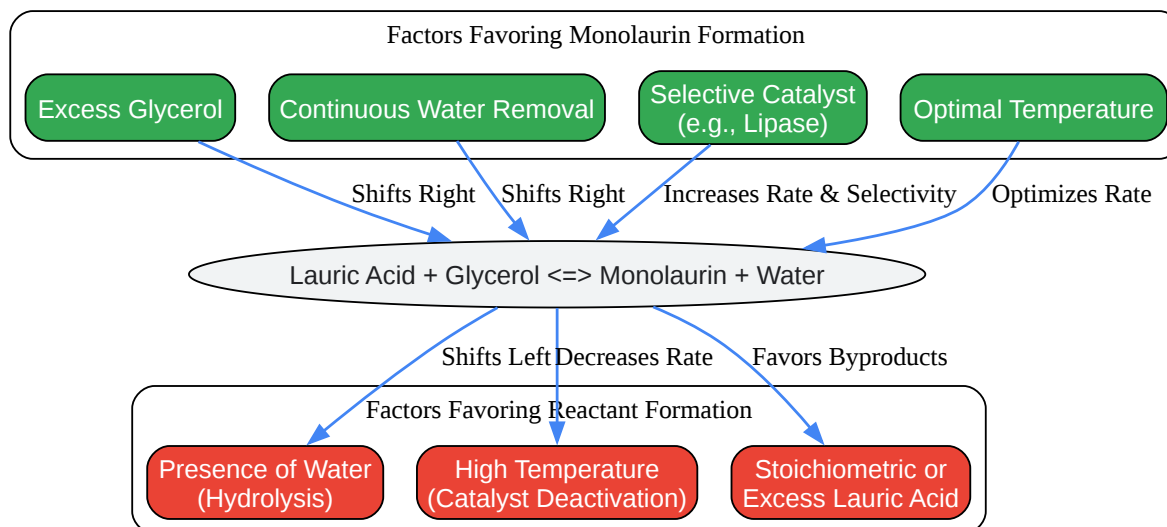 Factors Favoring Monolaurin Formation
Excess Glycerol
Continuous Water Removal
Selective Catalyst
(e.g., Lipase)
Optimal Temperature
Shifts Right
Shifts Right
Increases Rate & Selectivity
Optimizes Rate
Lauric Acid + Glycerol <=> Monolaurin + Water
Shifts Left
Decreases Rate
Favors Byproducts
Factors Favoring Reactant Formation
Presence of Water
(Hydrolysis)
High Temperature
(Catalyst Deactivation)
Stoichiometric or
Excess Lauric Acid